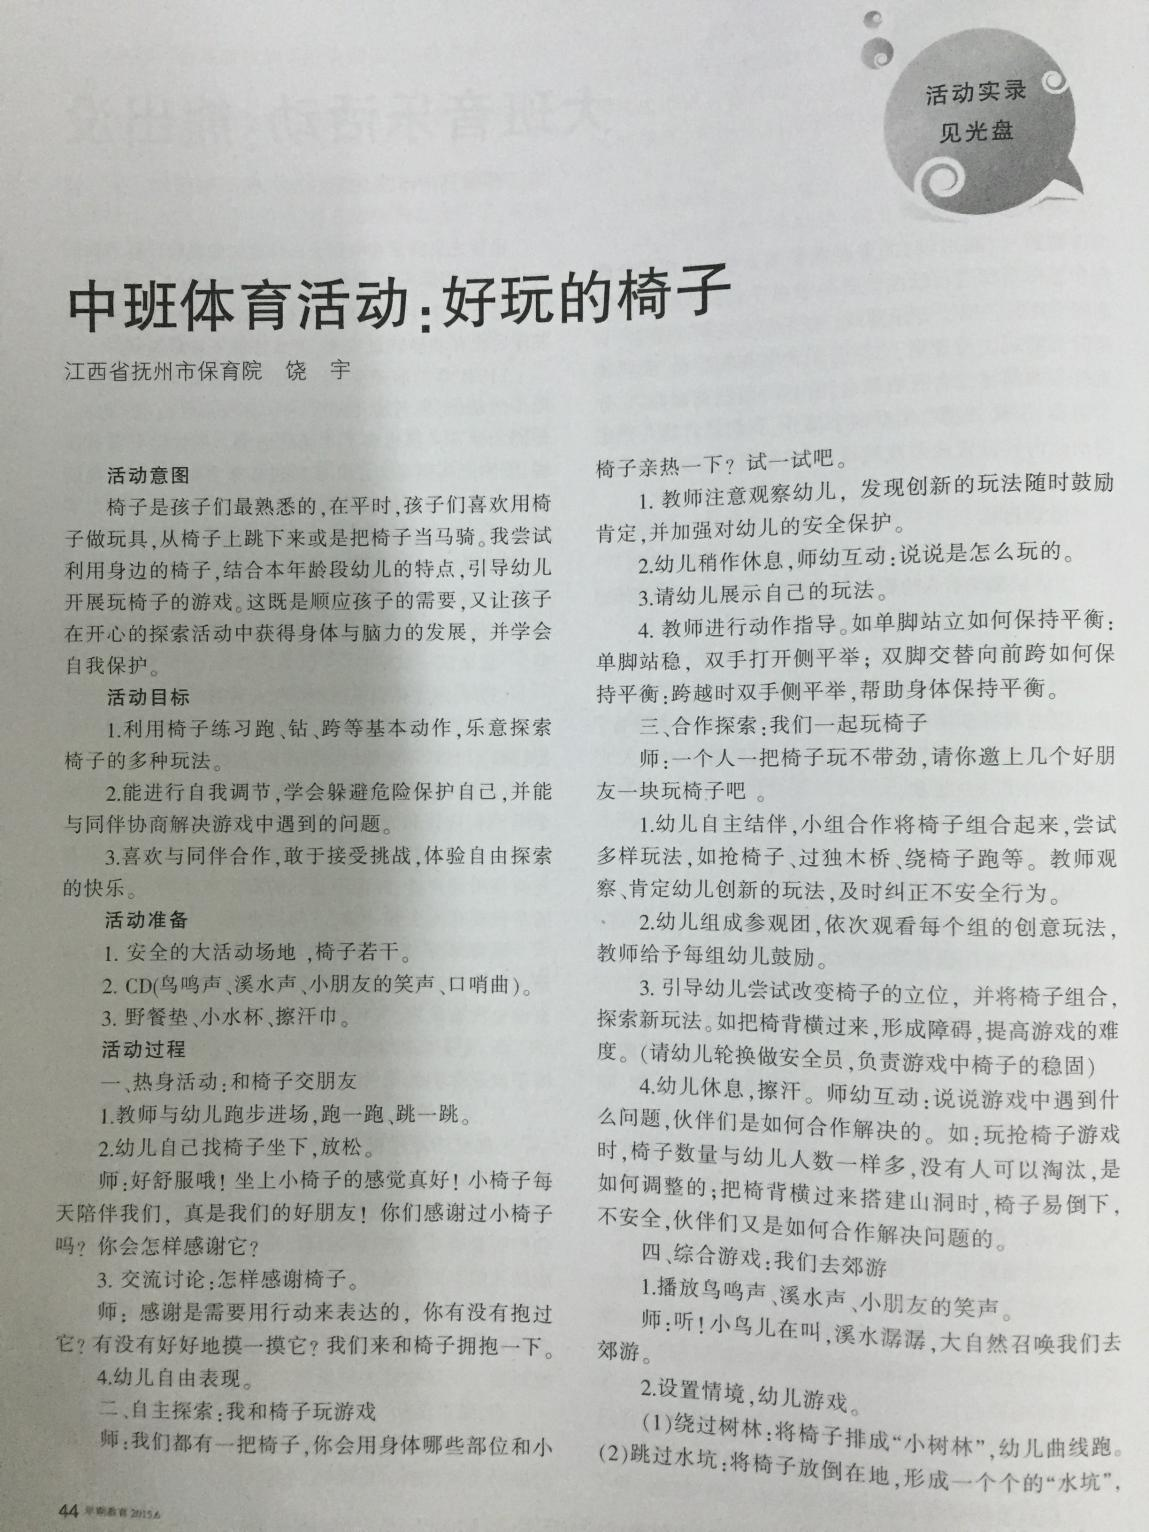 活动实录
见光盘
中班体育活动:好玩的椅子
江西省抚州市保育院 饶 宇
活动意图
椅子是孩子们最熟悉的,在平时,孩子们喜欢用椅
子做玩具,从椅子上跳下来或是把椅子当马骑。我尝试
利用身边的椅子,结合本年龄段幼儿的特点,引导幼儿
开展玩椅子的游戏。这既是顺应孩子的需要,又让孩子
在开心的探索活动中获得身体与脑力的发展, 并学会
自我保护。
活动目标
1.利用椅子练习跑、钻、跨等基本动作,乐意探索
椅子的多种玩法。
2.能进行自我调节,学会躲避危险保护自己,并能
与同伴协商解决游戏中遇到的问题。
3.喜欢与同伴合作,敢于接受挑战,体验自由探索
的快乐。
活动准备
1. 安全的大活动场地 ,椅子若干。
2. CD(鸟鸣声、溪水声、小朋友的笑声、口哨曲)。
3. 野餐垫、小水杯、擦汗巾。
活动过程
一、热身活动:和椅子交朋友
1.教师与幼儿跑步进场,跑一跑、跳一跳。
2.幼儿自己找椅子坐下,放松。
师:好舒服哦! 坐上小椅子的感觉真好! 小椅子每
天陪伴我们, 真是我们的好朋友! 你们感谢过小椅子
吗? 你会怎样感谢它?
3. 交流讨论:怎样感谢椅子。
师: 感谢是需要用行动来表达的, 你有没有抱过
它? 有没有好好地摸一摸它? 我们来和椅子拥抱一下。
4.幼儿自由表现。
二、自主探索:我和椅子玩游戏
师:我们都有一把椅子,你会用身体哪些部位和小
椅子亲热一下? 试一试吧。
1. 教师注意观察幼儿, 发现创新的玩法随时鼓励
肯定,并加强对幼儿的安全保护。
2.幼儿稍作休息,师幼互动:说说是怎么玩的。
3.请幼儿展示自己的玩法。
4. 教师进行动作指导。如单脚站立如何保持平衡:
单脚站稳, 双手打开侧平举; 双脚交替向前跨如何保
持平衡:跨越时双手侧平举,帮助身体保持平衡。
三、合作探索:我们一起玩椅子
师:一个人一把椅子玩不带劲,请你邀上几个好朋
友一块玩椅子吧 。
1.幼儿自主结伴,小组合作将椅子组合起来,尝试
多样玩法,如抢椅子、过独木桥、绕椅子跑等。 教师观
察、肯定幼儿创新的玩法,及时纠正不安全行为。
2.幼儿组成参观团,依次观看每个组的创意玩法,
教师给予每组幼儿鼓励。
3. 引导幼儿尝试改变椅子的立位, 并将椅子组合,
探索新玩法。如把椅背横过来,形成障碍,提高游戏的难
度。(请幼儿轮换做安全员,负责游戏中椅子的稳固)
4.幼儿休息,擦汗。 师幼互动:说说游戏中遇到什
么问题,伙伴们是如何合作解决的。 如:玩抢椅子游戏
时,椅子数量与幼儿人数一样多,没有人可以淘汰,是
如何调整的;把椅背横过来搭建山洞时,椅子易倒下,
不安全,伙伴们又是如何合作解决问题的。
四、综合游戏:我们去郊游
1.播放鸟鸣声、溪水声、小朋友的笑声。
师:听! 小鸟儿在叫,溪水潺潺,大自然召唤我们去
郊游。
2.设置情境,幼儿游戏。
(1)绕过树林:将椅子排成“小树林”,幼儿曲线跑。
(2)跳过水坑:将椅子放倒在地,形成一个个的“水坑”,
44 早期教育 2015.6